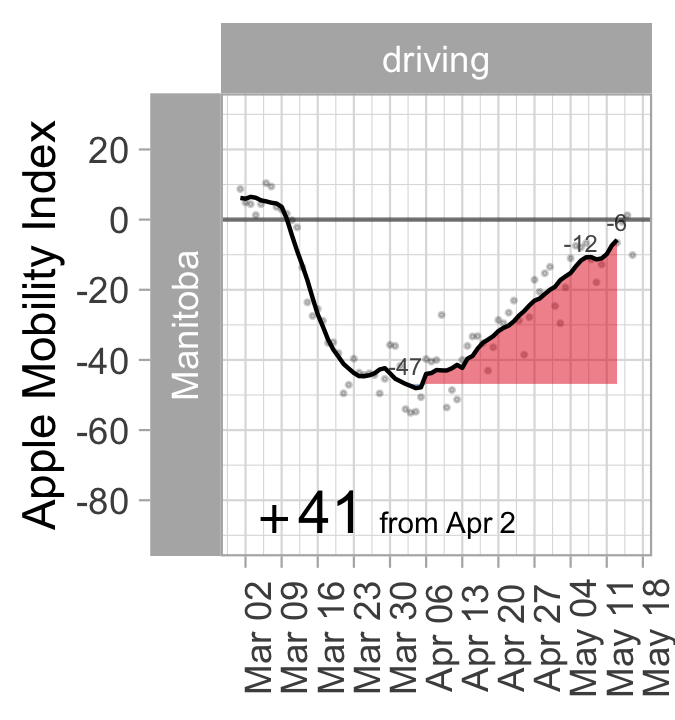 driving
Manitoba
Apple Mobility Index
20
0
-20
-40
-60
-80
-47
-12
-6
+41 from Apr 2
Mar 02
Mar 09
Mar 16
Mar 23
Mar 30
Apr 06
Apr 13
Apr 20
Apr 27
May 04
May 11
May 18